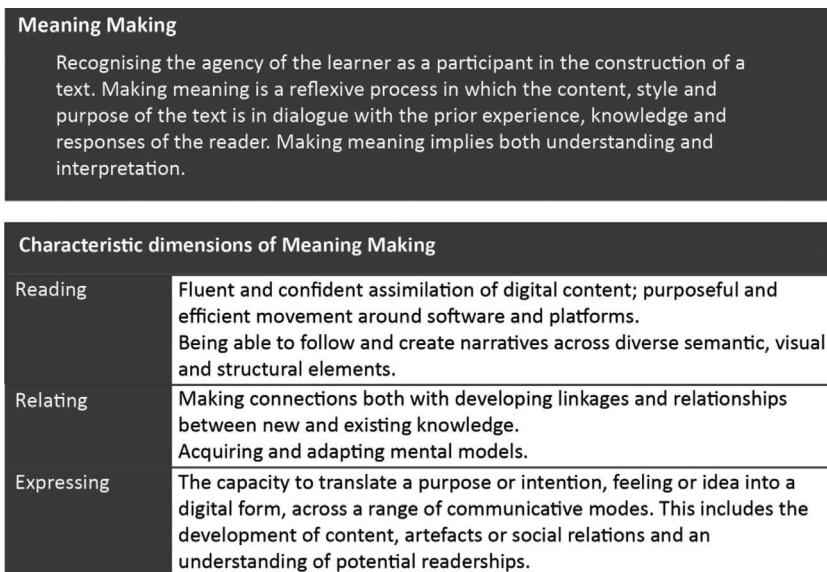 Meaning Making
Recognising the agency of the learner as a participant in the construction of a
text. Making meaning is a reflexive process in which the content, style and
purpose of the text is in dialogue with the prior experience, knowledge and
responses of the reader. Making meaning implies both understanding and
interpretation.
Characteristic dimensions of Meaning Making
Reading
Fluent and confident assimilation of digital content; purposeful and
efficient movement around software and platforms.
Being able to follow and create narratives across diverse semantic, visual
and structural elements.
Relating
Making connections both with developing linkages and relationships
between new and existing knowledge.
Acquiring and adapting mental models.
Expressing
The capacity to translate a purpose or intention, feeling or idea into a
digital form, across a range of communicative modes. This includes the
development of content, artefacts or social relations and an
understanding of potential readerships.